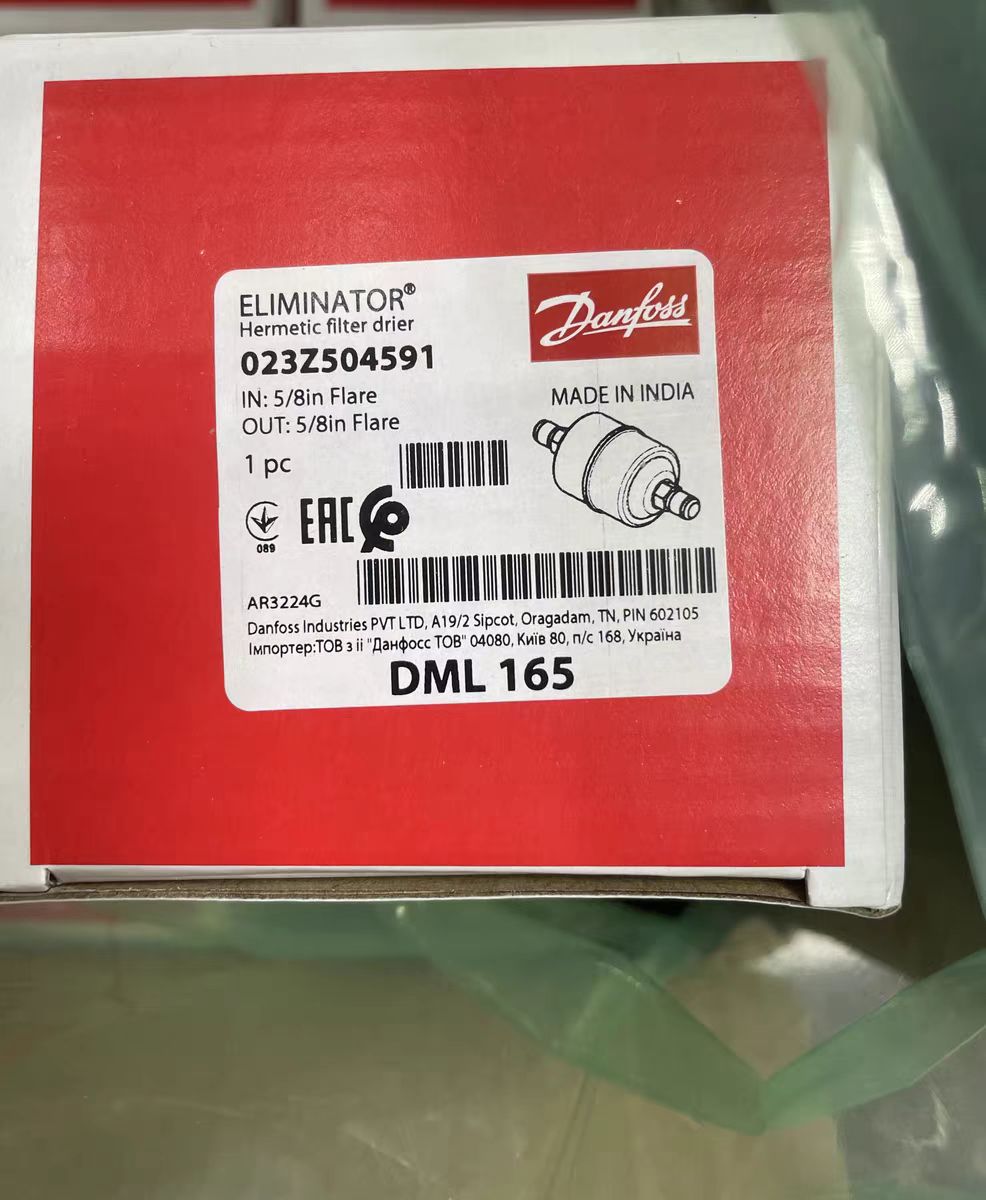 ELIMINATOR®
Hermetic filter drier
023Z504591
IN: 5/8in Flare
OUT: 5/8in Flare
1 pc
Danfoss
MADE IN INDIA
089
EAC
AR3224G
Danfoss Industries PVT LTD, A19/2 Sipcot, Oragadam, TN, PIN 602105
Імпортер:ТОВ з іі "Данфосс ТОВ" 04080, Київ 80, п/с 168, Україна
DML 165